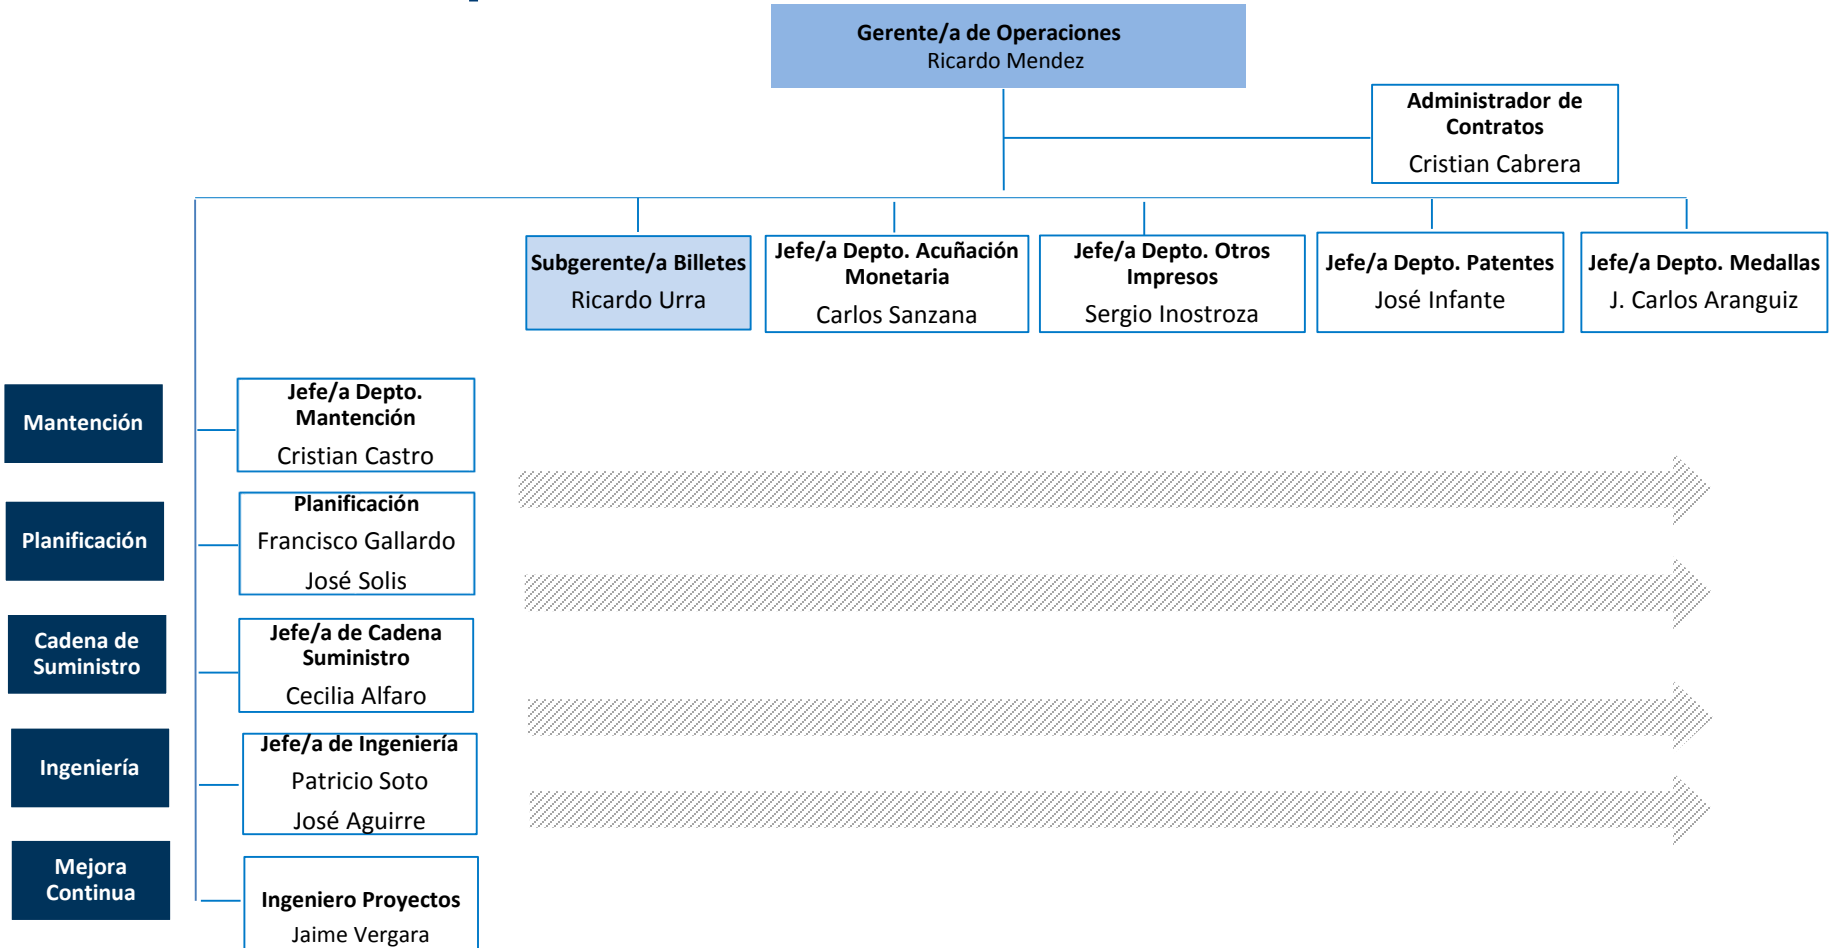 Gerente/a de Operaciones
Ricardo Mendez
Administrador de
Contratos
Cristian Cabrera
Subgerente/a Billetes
Ricardo Urra
Jefe/a Depto. Acuñación
Monetaria
Carlos Sanzana
Jefe/a Depto. Otros
Impresos
Sergio Inostroza
Jefe/a Depto. Patentes
José Infante
Jefe/a Depto. Medallas
J. Carlos Aranguiz
Mantención
Jefe/a Depto.
Mantención
Cristian Castro
Planificación
Planificación
Francisco Gallardo
José Solis
Cadena de
Suministro
Jefe/a de Cadena
Suministro
Cecilia Alfaro
Ingeniería
Jefe/a de Ingeniería
Patricio Soto
José Aguirre
Mejora
Continua
Ingeniero Proyectos
Jaime Vergara